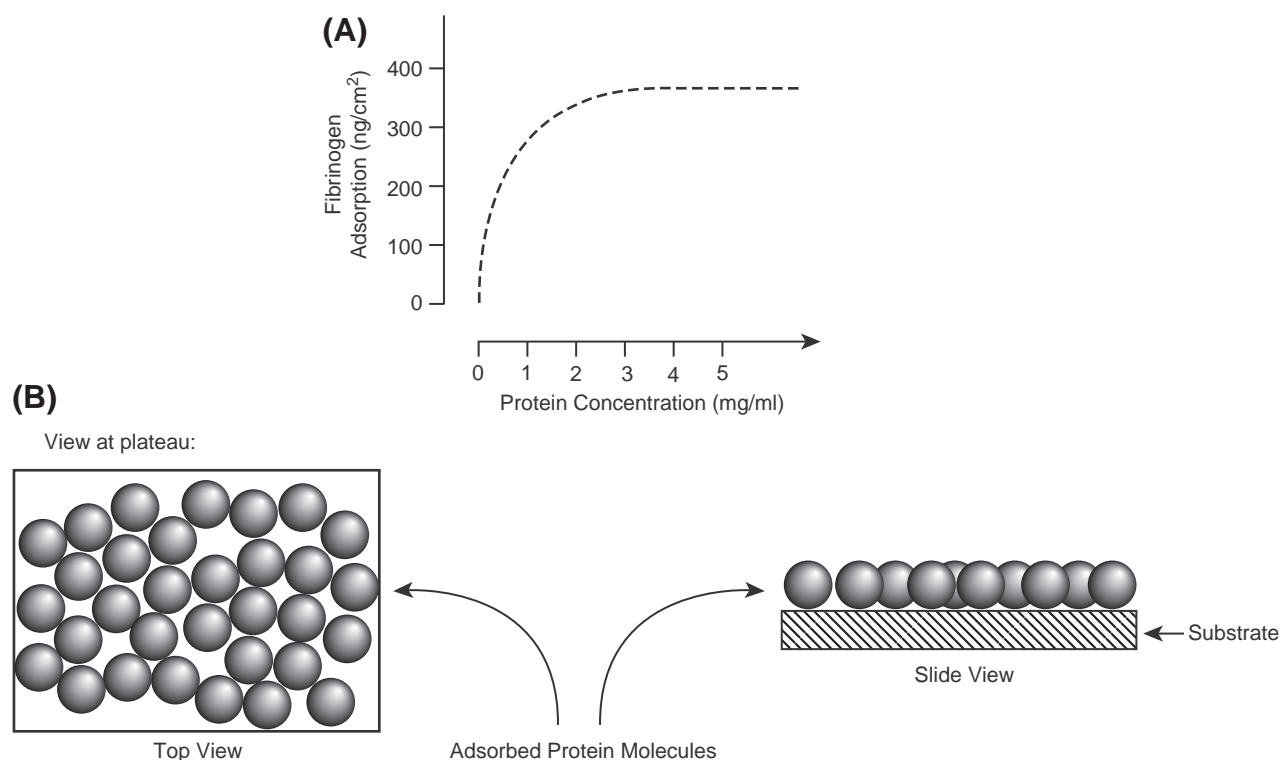 (A)
Fibrinogen
Adsorption (ng/cm²)
400
300
200
100
0
0 1 2 3 4 5
Protein Concentration (mg/ml)
(B)
View at plateau:
Substrate
Slide View
Top View
Adsorbed Protein Molecules